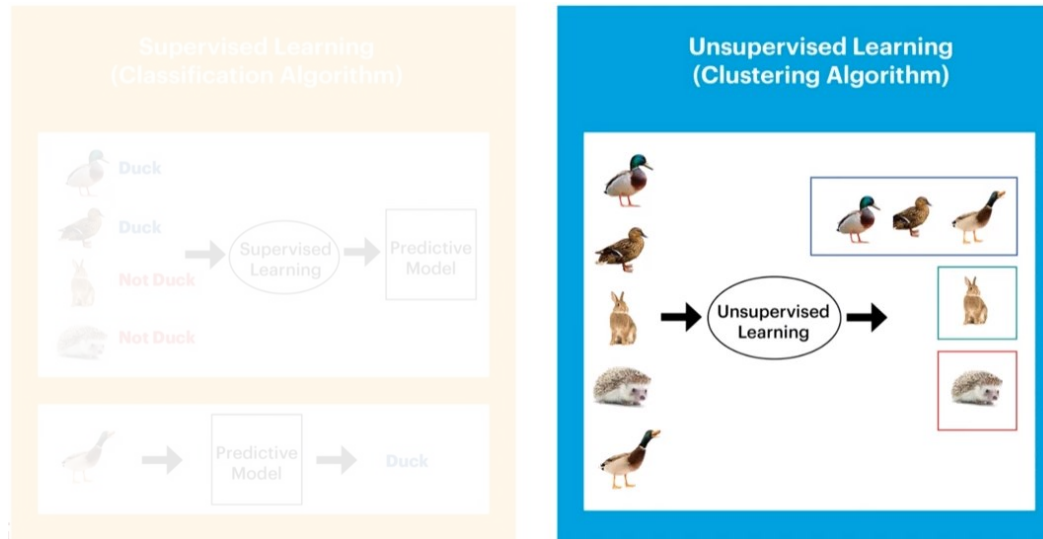 Supervised Learning
(Classification Algorithm)
Duck
Duck
Not Duck
Not Duck
Supervised
Learning
Predictive
Model
Predictive
Model
Duck
Unsupervised Learning
(Clustering Algorithm)
Unsupervised
Learning